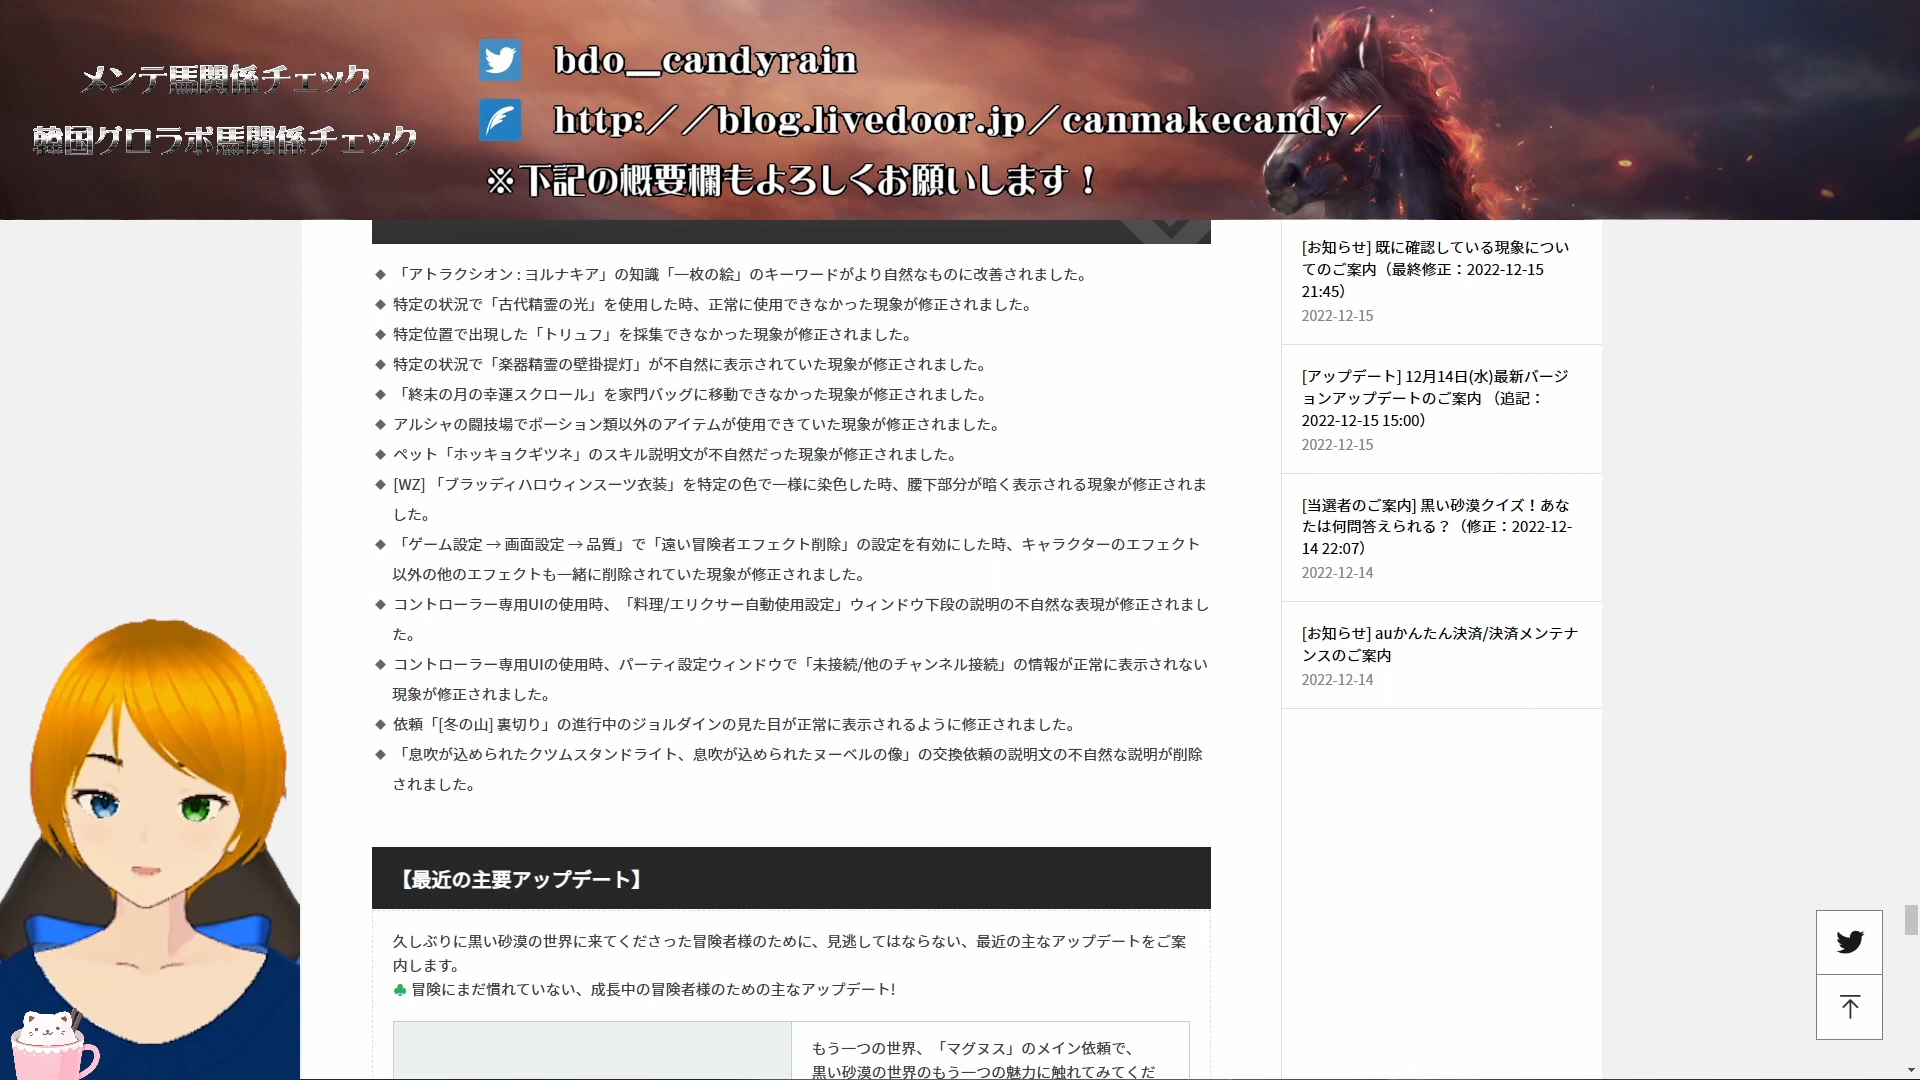 メンテ馬関係チェック
韓国グロラボ馬関係チェック
bdo__candyrain
http://blog.livedoor.jp/canmakecandy/
※下記の概要欄もよろしくお願いします！
◆ 「アトラクシオン : ヨルナキア」の知識「一枚の絵」のキーワードがより自然なものに改善されました。
◆ 特定の状況で「古代精霊の光」を使用した時、正常に使用できなかった現象が修正されました。
◆ 特定位置で出現した「トリュフ」を採集できなかった現象が修正されました。
◆ 特定の状況で「楽器精霊の壁掛提灯」が不自然に表示されていた現象が修正されました。
◆ 「終末の月の幸運スクロール」を家門バッグに移動できなかった現象が修正されました。
◆ アルシャの闘技場でポーション類以外のアイテムが使用できていた現象が修正されました。
◆ ペット「ホッキョクギツネ」のスキル説明文が不自然だった現象が修正されました。
◆ [WZ] 「ブラッディハロウィンスーツ衣装」を特定の色で一様に染色した時、腰下部分が暗く表示される現象が修正されま
した。
◆ 「ゲーム設定 → 画面設定 → 品質」で「遠い冒険者エフェクト削除」の設定を有効にした時、キャラクターのエフェクト
以外の他のエフェクトも一緒に削除されていた現象が修正されました。
◆ コントローラー専用UIの使用時、「料理/エリクサー自動使用設定」ウィンドウ下段の説明の不自然な表現が修正されまし
た。
◆ コントローラー専用UIの使用時、パーティ設定ウィンドウで「未接続/他のチャンネル接続」の情報が正常に表示されない
現象が修正されました。
◆ 依頼「[冬の山] 裏切り」の進行中のジョルダインの見た目が正常に表示されるように修正されました。
◆ 「息吹が込められたクツムスタンドライト、息吹が込められたヌーベルの像」の交換依頼の説明文の不自然な説明が削除
されました。
【最近の主要アップデート】
久しぶりに黒い砂漠の世界に来てくださった冒険者様のために、見逃してはならない、最近の主なアップデートをご案
内します。
♣ 冒険にまだ慣れていない、成長中の冒険者様のための主なアップデート!
もう一つの世界、「マグヌス」のメイン依頼で、
黒い砂漠の世界のもう一つの魅力に触れてみてくだ
[お知らせ] 既に確認している現象につい
てのご案内（最終修正：2022-12-15
21:45）
2022-12-15
[アップデート] 12月14日(水)最新バージ
ョンアップデートのご案内 （追記：
2022-12-15 15:00）
2022-12-15
[当選者のご案内] 黒い砂漠クイズ！あな
たは何問答えられる？（修正：2022-12-
14 22:07）
2022-12-14
[お知らせ] auかんたん決済/決済メンテナ
ンスのご案内
2022-12-14